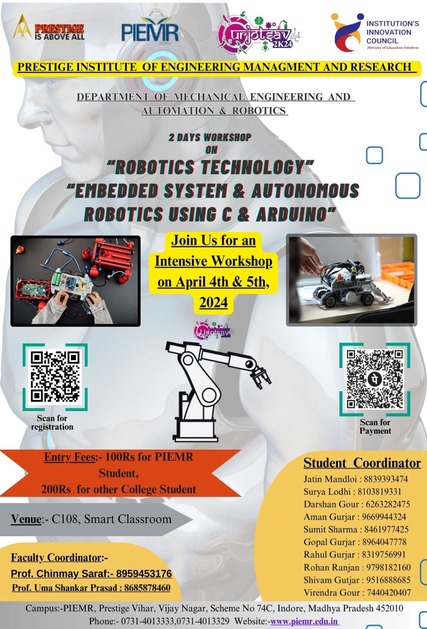 PRESTIGE
IS ABOVE ALL
PIEMR
Urjotsav
2K24
INSTITUTION'S
INNOVATION
COUNCIL
(Ministry of Education Initiative)
PRESTIGE INSTITUTE OF ENGINEERING MANAGMENT AND RESEARCH
DEPARTMENT OF MECHANICAL ENGINEERING AND
AUTOMATION & ROBOTICS
2 DAYS WORKSHOP
ON
“ROBOTICS TECHNOLOGY”
“EMBEDDED SYSTEM & AUTONOMOUS
ROBOTICS USING C & ARDUINO”
Join Us for an
Intensive Workshop
on April 4th & 5th,
2024
Scan for
registration
Scan for
Payment
Entry Fees:- 100Rs for PIEMR
Student,
200Rs for other College Student
Venue:- C108, Smart Classroom
Faculty Coordinator:-
Prof. Chinmay Saraf:- 8959453176
Prof. Uma Shankar Prasad : 8685878460
Student Coordinator
Jatin Mandloi : 8839393474
Surya Lodhi : 8103819331
Darshan Gour : 6263282475
Aman Gurjar : 9669944324
Sumit Sharma : 8461977425
Gopal Gurjar : 8964047778
Rahul Gurjar : 8319756991
Rohan Ranjan : 9798182160
Shivam Gutjar : 9516888685
Virendra Gour : 7440420407
Campus:-PIEMR, Prestige Vihar, Vijay Nagar, Scheme No 74C, Indore, Madhya Pradesh 452010
Phone:- 0731-4013333,0731-4013329 Website:-www.piemr.edu.in